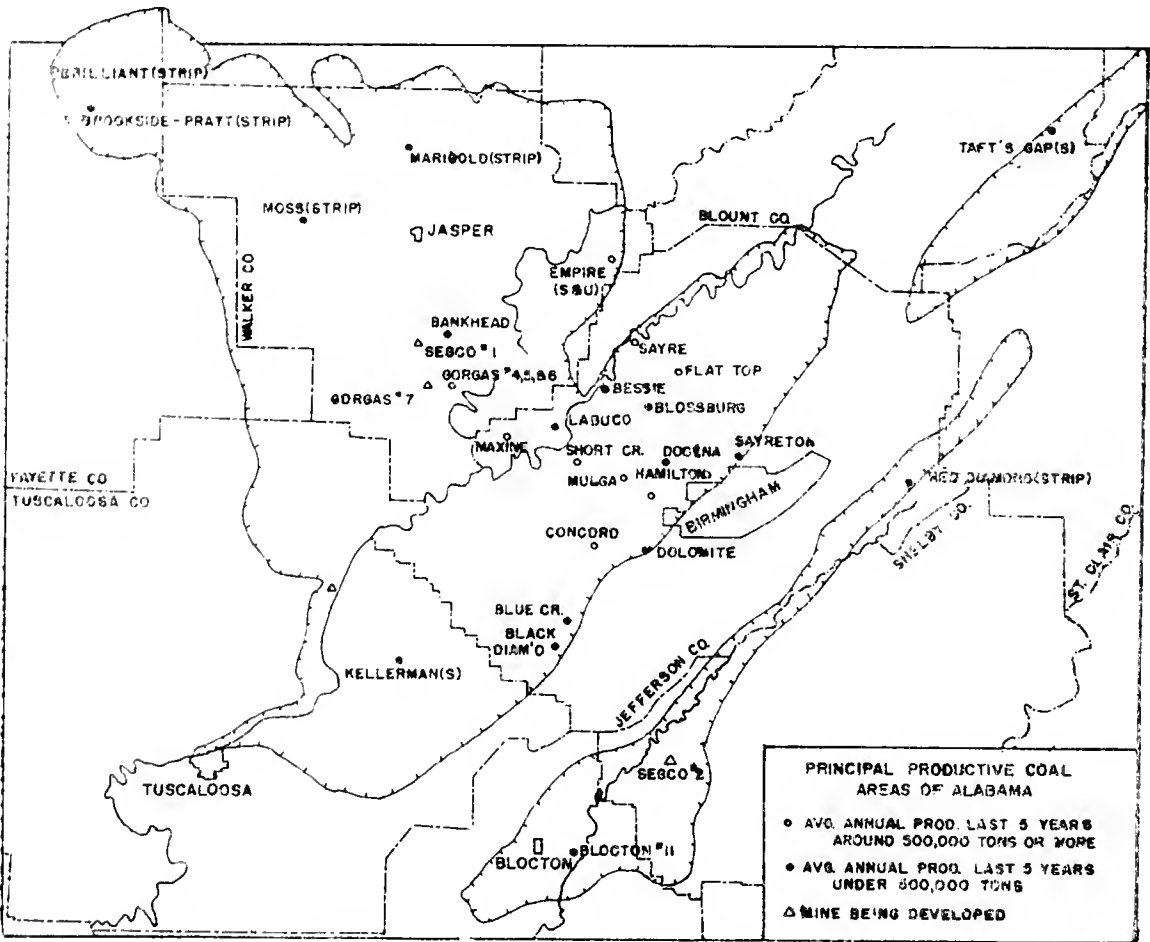 BRILLIANT(STRIP)
BROOKSIDE-PRATT(STRIP)
MARIGOLD(STRIP)
TAFT'S GAP(S)
MOSS(STRIP)
JASPER
BLOUNT CO.
EMPIRE
(S&U)
WALKER CO
BANKHEAD
SEGCO #1
SAYRE
GORGAS #4,5,&6
FLAT TOP
GORGAS #7
BESSIE
BLOSSBURG
LABUCO
MAXINE
SHORT CR.
DOCENA
SAYRETON
MULGA
HAMILTON
FAYETTE CO
TUSCALOOSA CO
RED DIAMOND(STRIP)
BIRMINGHAM
CONCORD
DOLOMITE
SHELBY CO.
ST. CLAIR CO.
BLUE CR.
BLACK
DIAM'D
KELLERMAN(S)
JEFFERSON CO.
SEGCO #2
TUSCALOOSA
BLOCTON
BLOCTON #11
PRINCIPAL PRODUCTIVE COAL
AREAS OF ALABAMA
AVG. ANNUAL PROD. LAST 5 YEARS
AROUND 500,000 TONS OR MORE
AVG. ANNUAL PROD. LAST 5 YEARS
UNDER 500,000 TONS
MINE BEING DEVELOPED